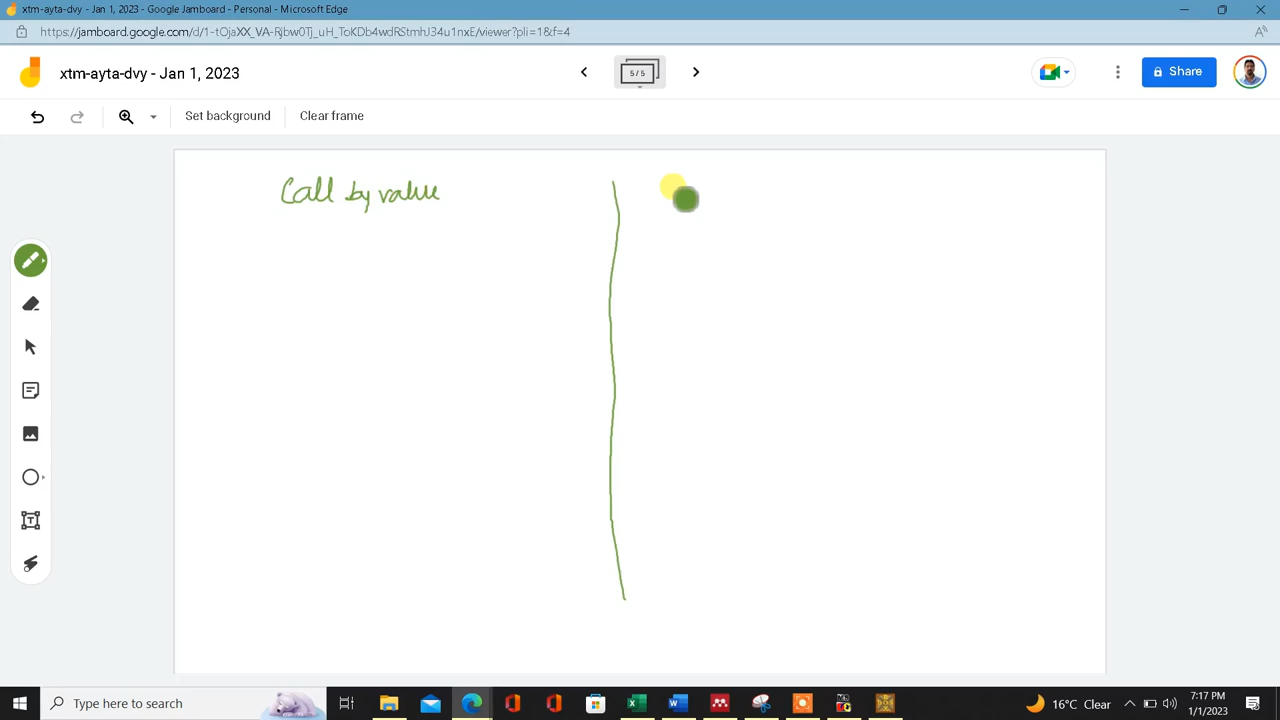 xtm-ayta-dvy - Jan 1, 2023 - Google Jamboard - Personal - Microsoft Edge
xtm-ayta-dvy - Jan 1, 2023
5 / 5
Share
Set background
Clear frame
Call by value
Type here to search
16°C Clear
7:17 PM
1/1/2023